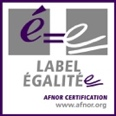 é=e
LABEL
ÉGALITÉe
AFNOR CERTIFICATION
www.afnor.org